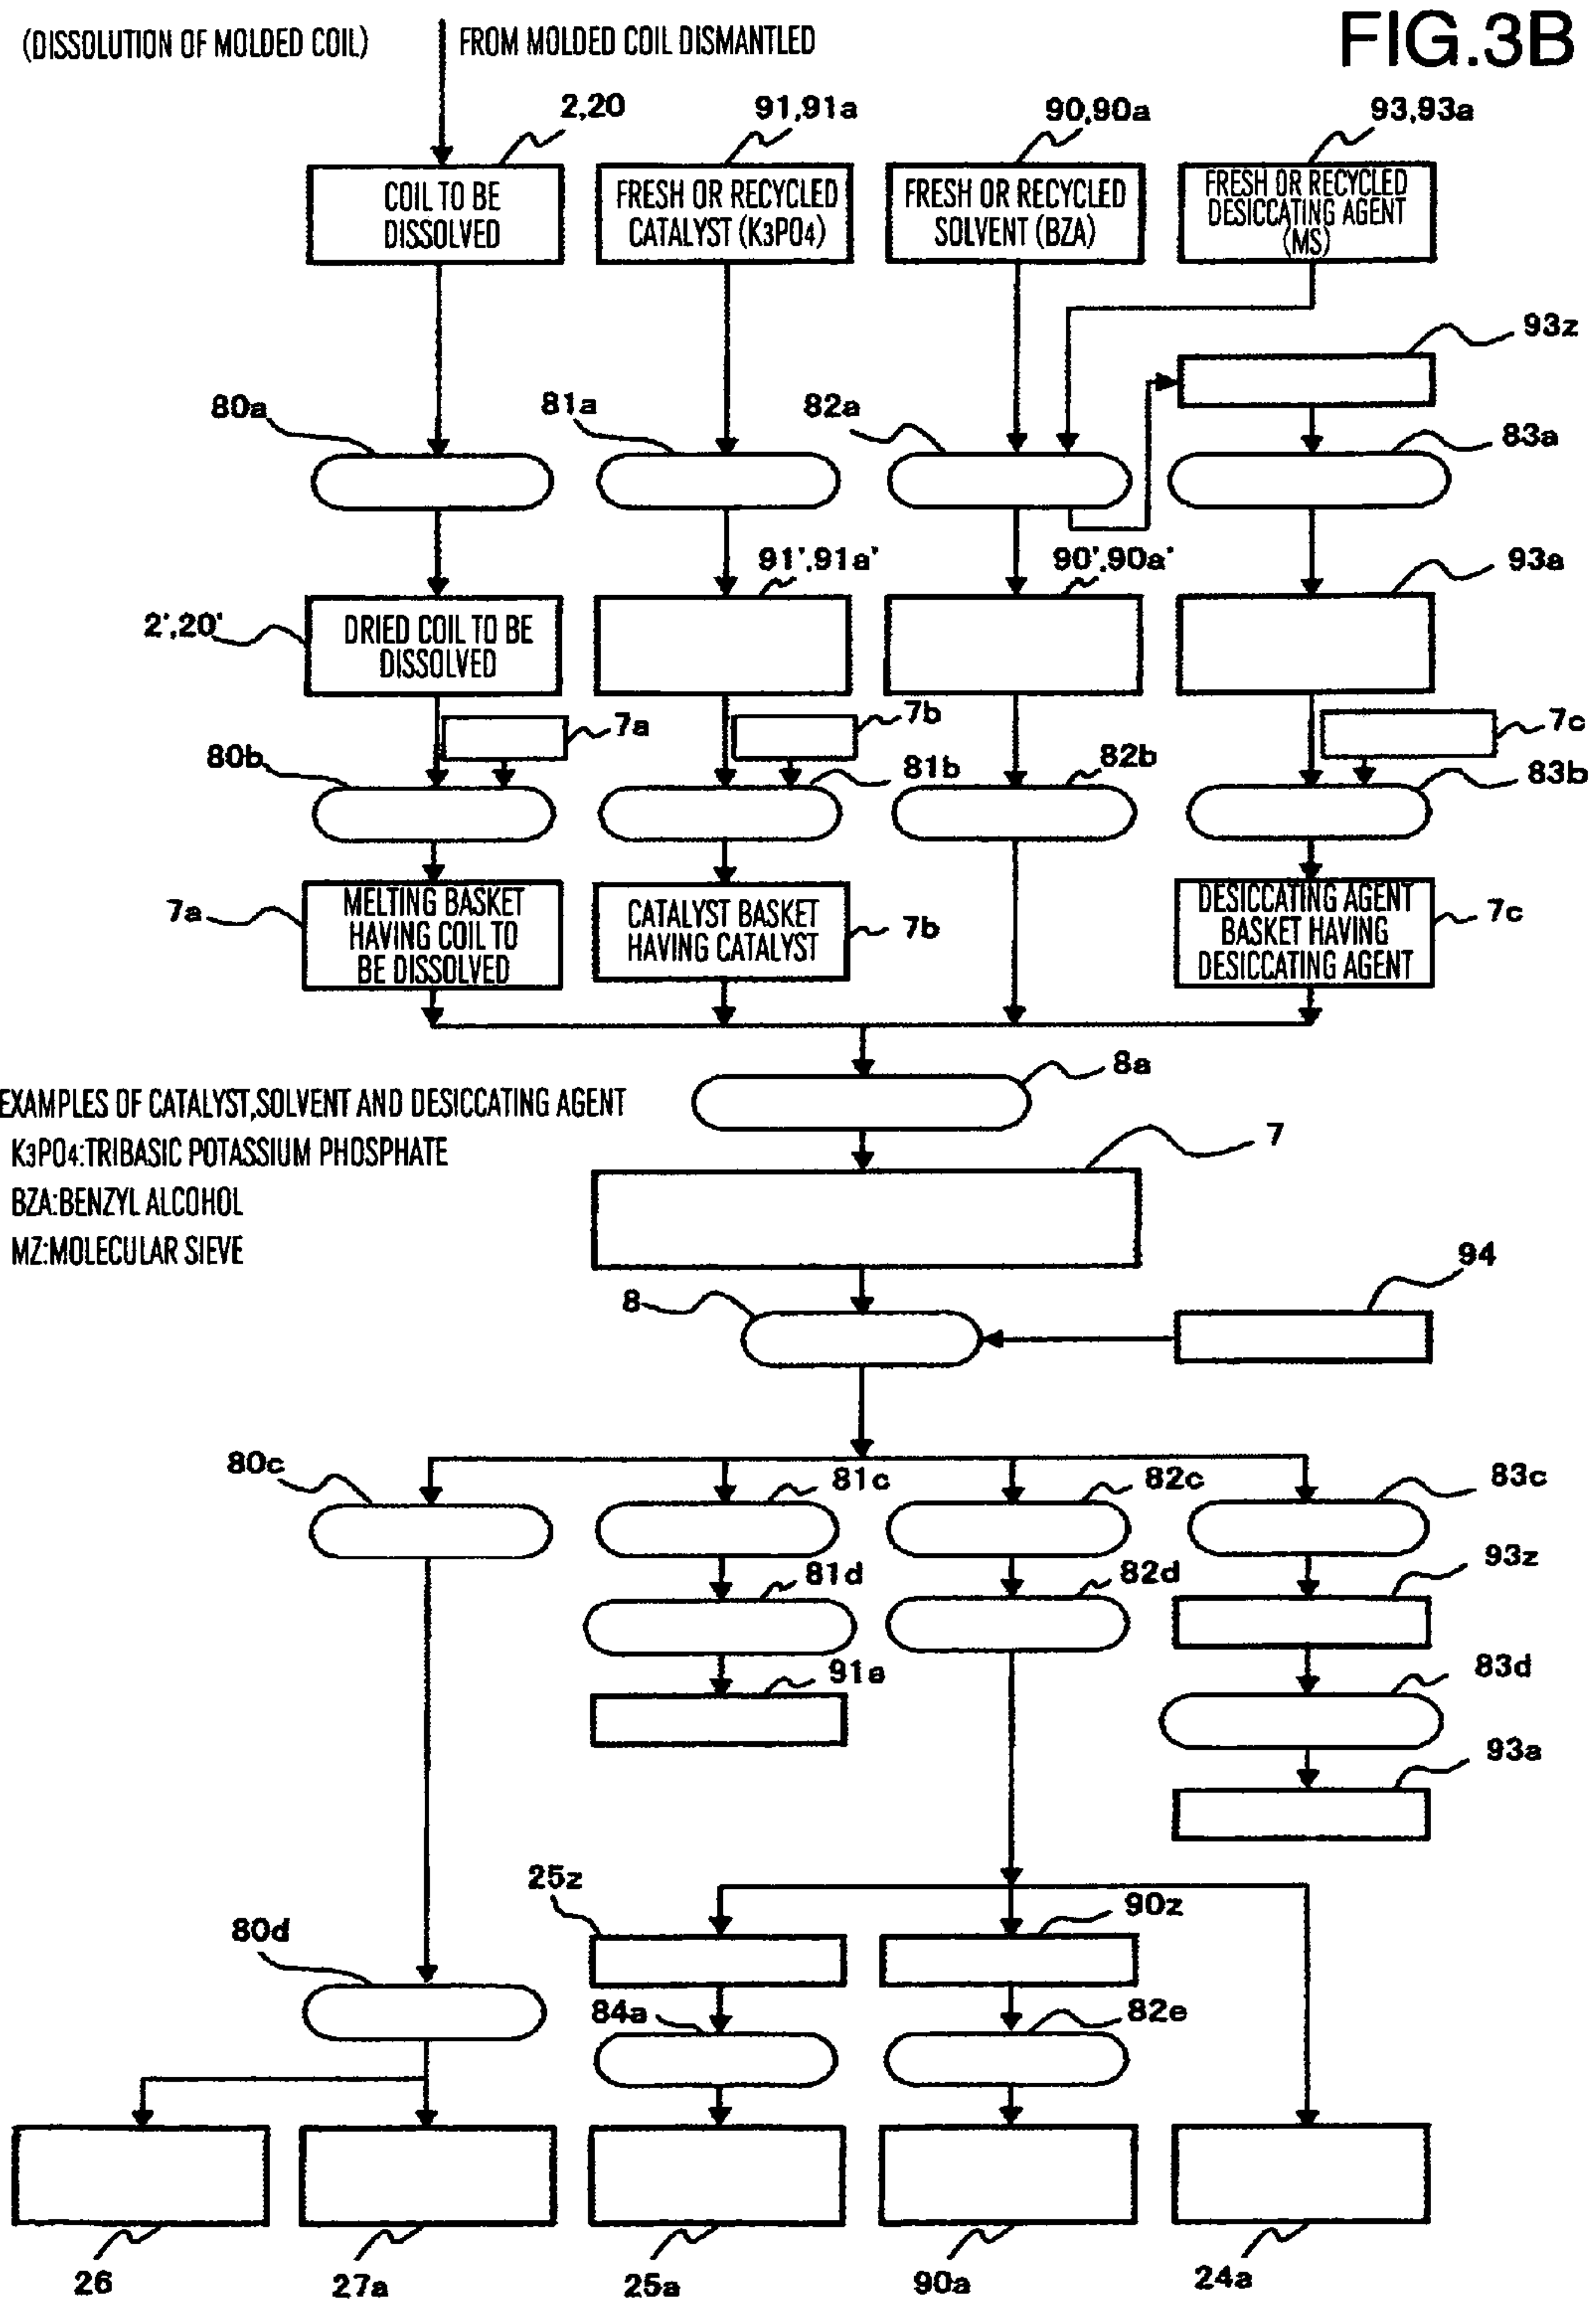 (DISSOLUTION OF MOLDED COIL)
FROM MOLDED COIL DISMANTLED
FIG.3B
2,20
91,91a
90,90a
93,93a
COIL TO BE
DISSOLVED
FRESH OR RECYCLED
CATALYST (K3PO4)
FRESH OR RECYCLED
SOLVENT (BZA)
FRESH OR RECYCLED
DESICCATING AGENT
(MS)
93z
80a
81a
82a
83a
91',91a'
90',90a'
93a
2',20'
DRIED COIL TO BE
DISSOLVED
7a
7b
7c
80b
81b
82b
83b
7a
MELTING BASKET
HAVING COIL TO
BE DISSOLVED
CATALYST BASKET
HAVING CATALYST
7b
DESICCATING AGENT
BASKET HAVING
DESICCATING AGENT
7c
8a
EXAMPLES OF CATALYST,SOLVENT AND DESICCATING AGENT
K3PO4:TRIBASIC POTASSIUM PHOSPHATE
BZA:BENZYL ALCOHOL
MZ:MOLECULAR SIEVE
7
94
8
80c
81c
82c
83c
81d
82d
93z
91a
83d
93a
25z
90z
80d
84a
82e
26
27a
25a
90a
24a